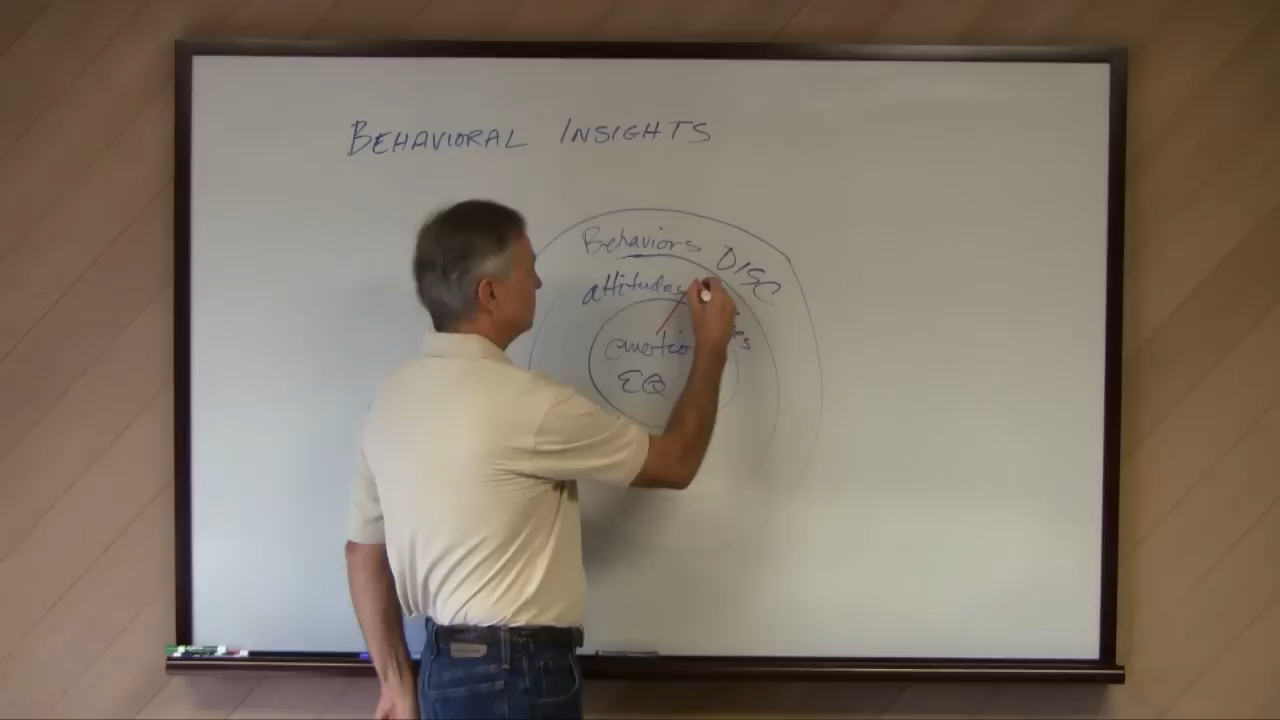 BEHAVIORAL INSIGHTS
Behaviors
DISC
attitudes
EQ